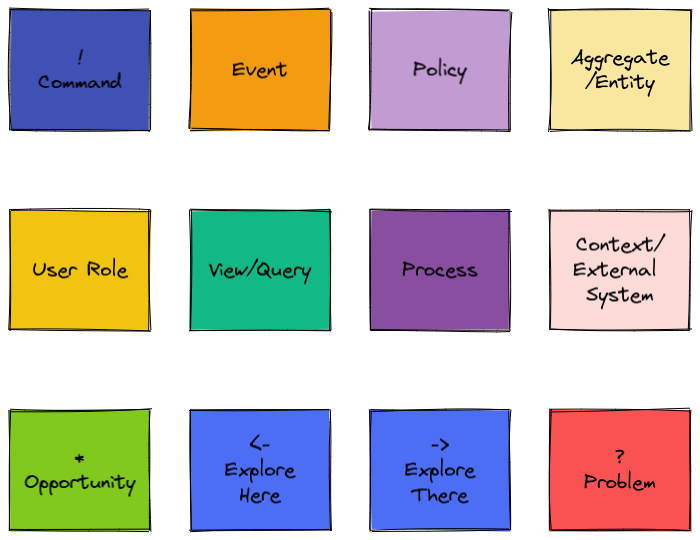 !
Command
Event
Policy
Aggregate
/Entity
User Role
View/Query
Process
Context/
External
System
*
Opportunity
<-
Explore
Here
->
Explore
There
?
Problem